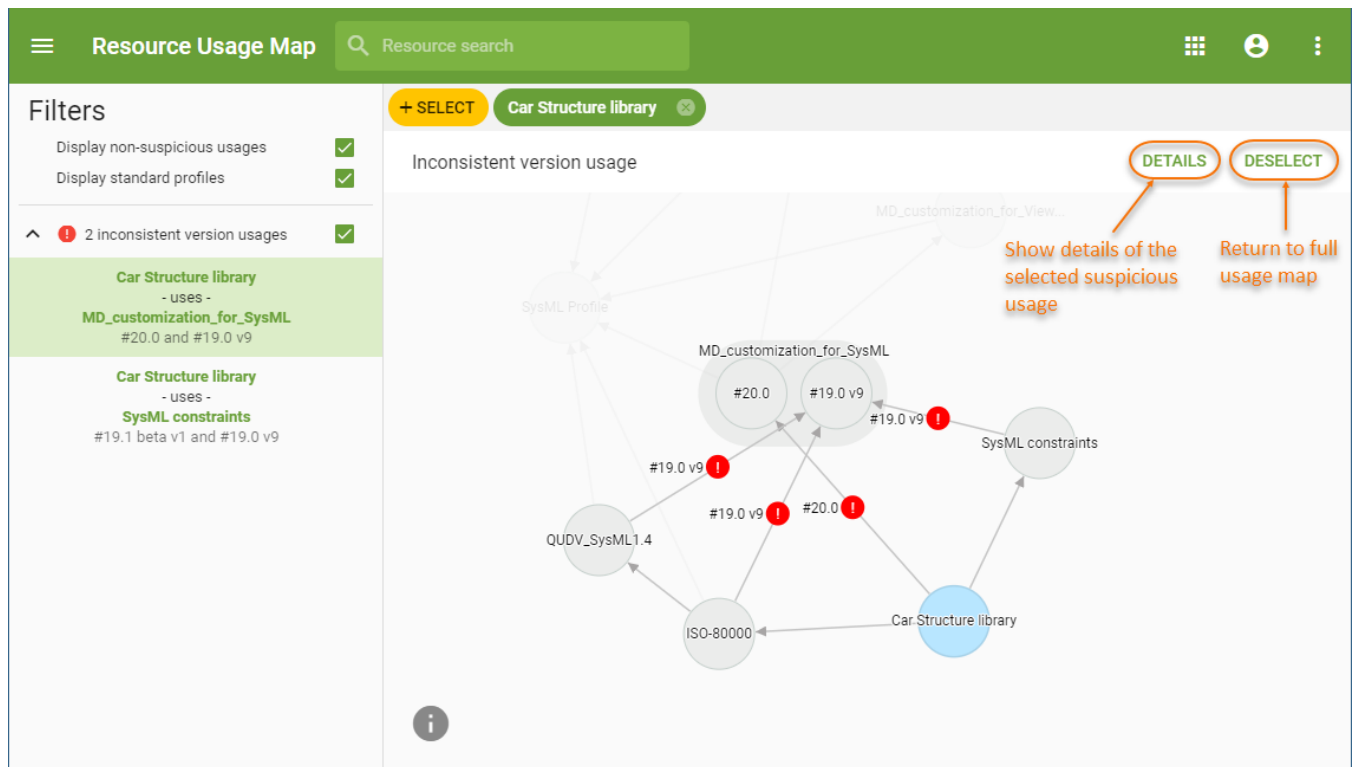 Resource Usage Map
Resource search
Filters
Display non-suspicious usages
Display standard profiles
! 2 inconsistent version usages
Car Structure library
- uses -
MD_customization_for_SysML
#20.0 and #19.0 v9
Car Structure library
- uses -
SysML constraints
#19.1 beta v1 and #19.0 v9
+ SELECT
Car Structure library
Inconsistent version usage
DETAILS
DESELECT
MD_customization_for_View...
Show details of the
selected suspicious
usage
Return to full
usage map
SysML Profile
MD_customization_for_SysML
#20.0
#19.0 v9
#19.0 v9 !
SysML constraints
#19.0 v9 !
#19.0 v9 !
#20.0 !
QUDV_SysML1.4
ISO-80000
Car Structure library
i